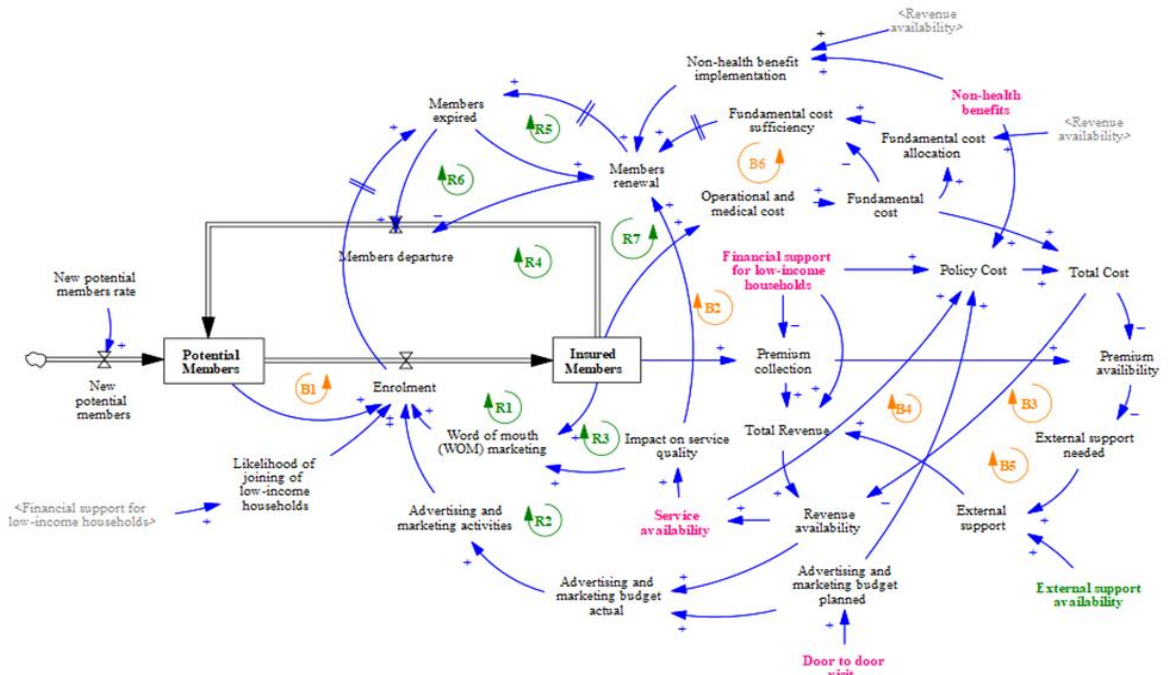 <Revenue
availability>
Non-health benefit
implementation
Non-health
benefits
Members
expired
R5
Fundamental cost
sufficiency
<Revenue
availability>
Fundamental cost
allocation
R6
Members
renewal
B6
Operational and
medical cost
Fundamental
cost
R7
Members departure
R4
Financial support
for low-income
households
Policy Cost
Total Cost
New potential
members rate
B2
Potential
Members
Insured
Members
Premium
collection
Premium
availibility
New
potential
members
B1
Enrolment
R1
B4
B3
Word of mouth
(WOM) marketing
R3
Impact on service
quality
Total Revenue
External support
needed
B5
Likelihood of
joining of
low-income
households
<Financial support for
low-income households>
Advertising and
marketing activities
R2
Service
availability
Revenue
availability
External
support
Advertising and
marketing budget
actual
Advertising and
marketing budget
planned
External support
availability
Door to door